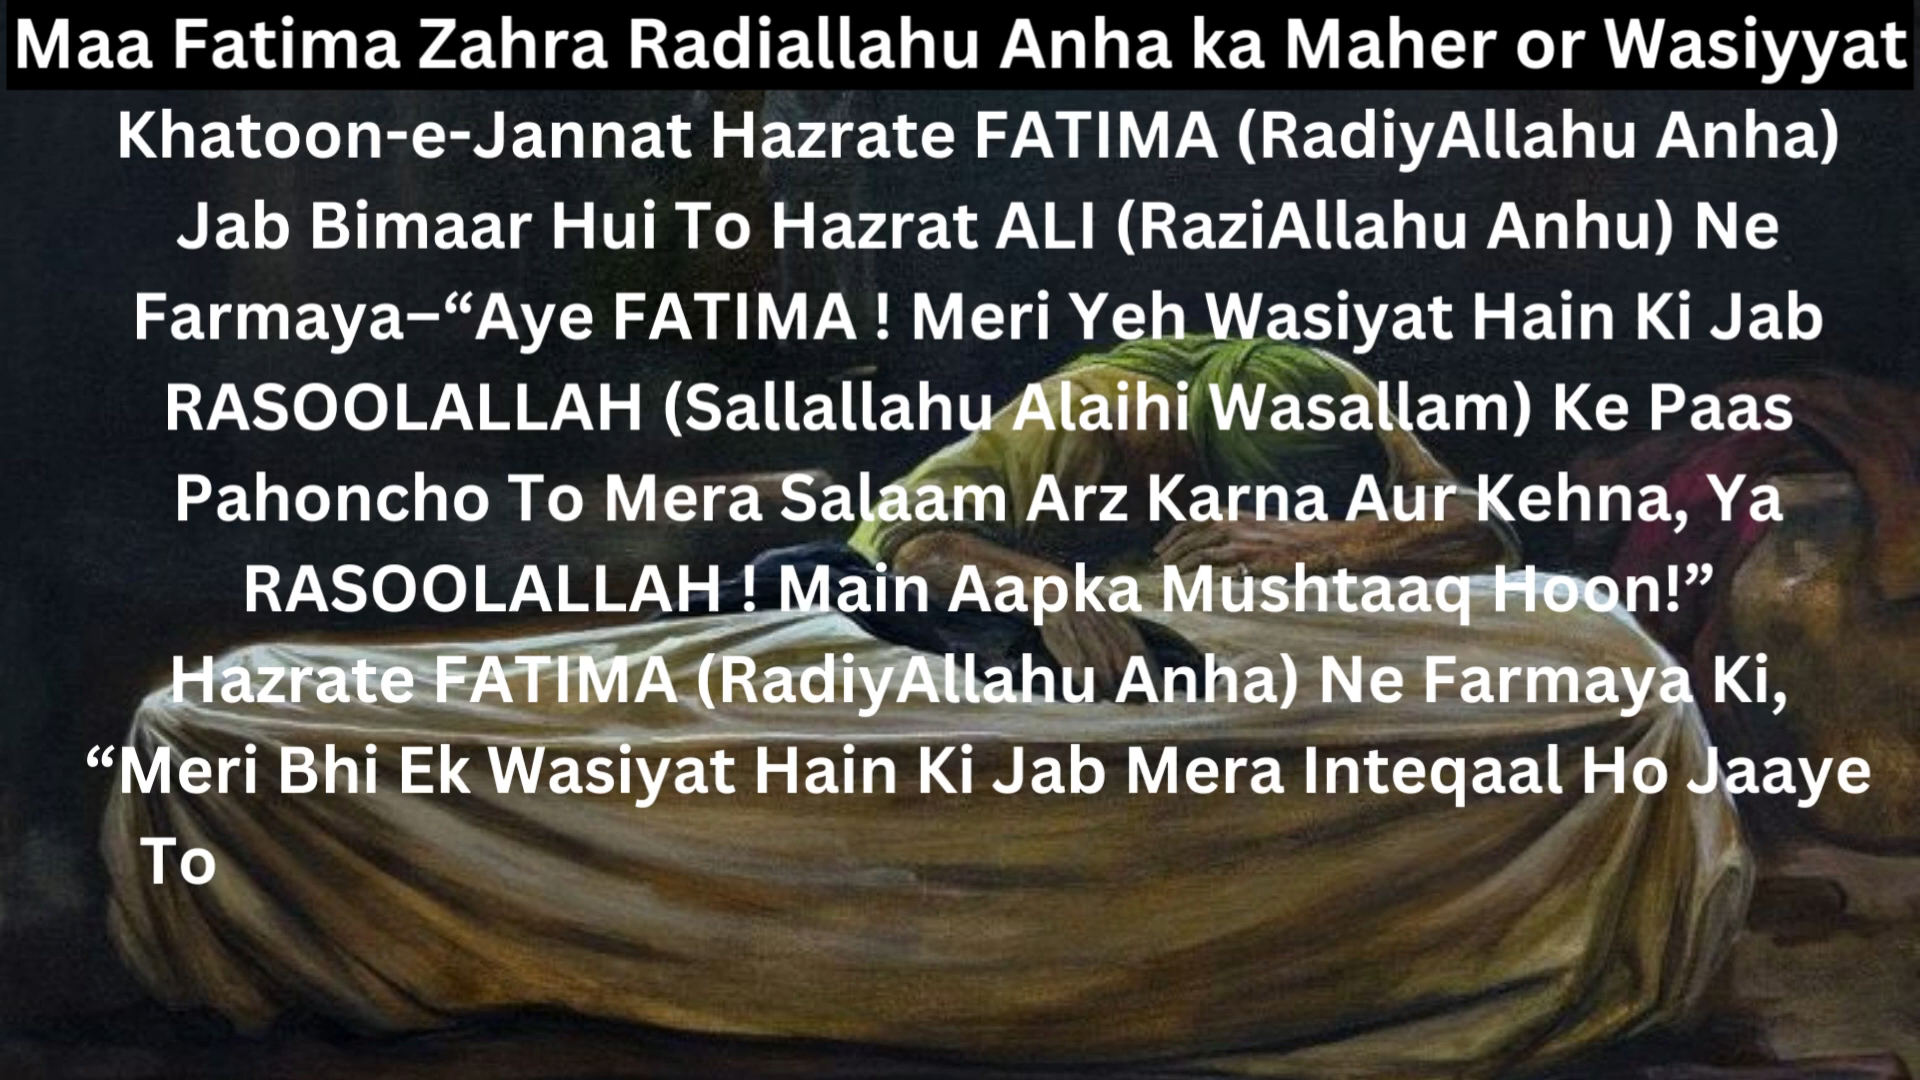 Maa Fatima Zahra Radiallahu Anha ka Maher or Wasiyyat
Khatoon-e-Jannat Hazrate FATIMA (RadiyAllahu Anha)
Jab Bimaar Hui To Hazrat ALI (RaziAllahu Anhu) Ne
Farmaya–“Aye FATIMA ! Meri Yeh Wasiyat Hain Ki Jab
RASOOLALLAH (Sallallahu Alaihi Wasallam) Ke Paas
Pahoncho To Mera Salaam Arz Karna Aur Kehna, Ya
RASOOLALLAH ! Main Aapka Mushtaaq Hoon!”
Hazrate FATIMA (RadiyAllahu Anha) Ne Farmaya Ki,
“Meri Bhi Ek Wasiyat Hain Ki Jab Mera Inteqaal Ho Jaaye
To